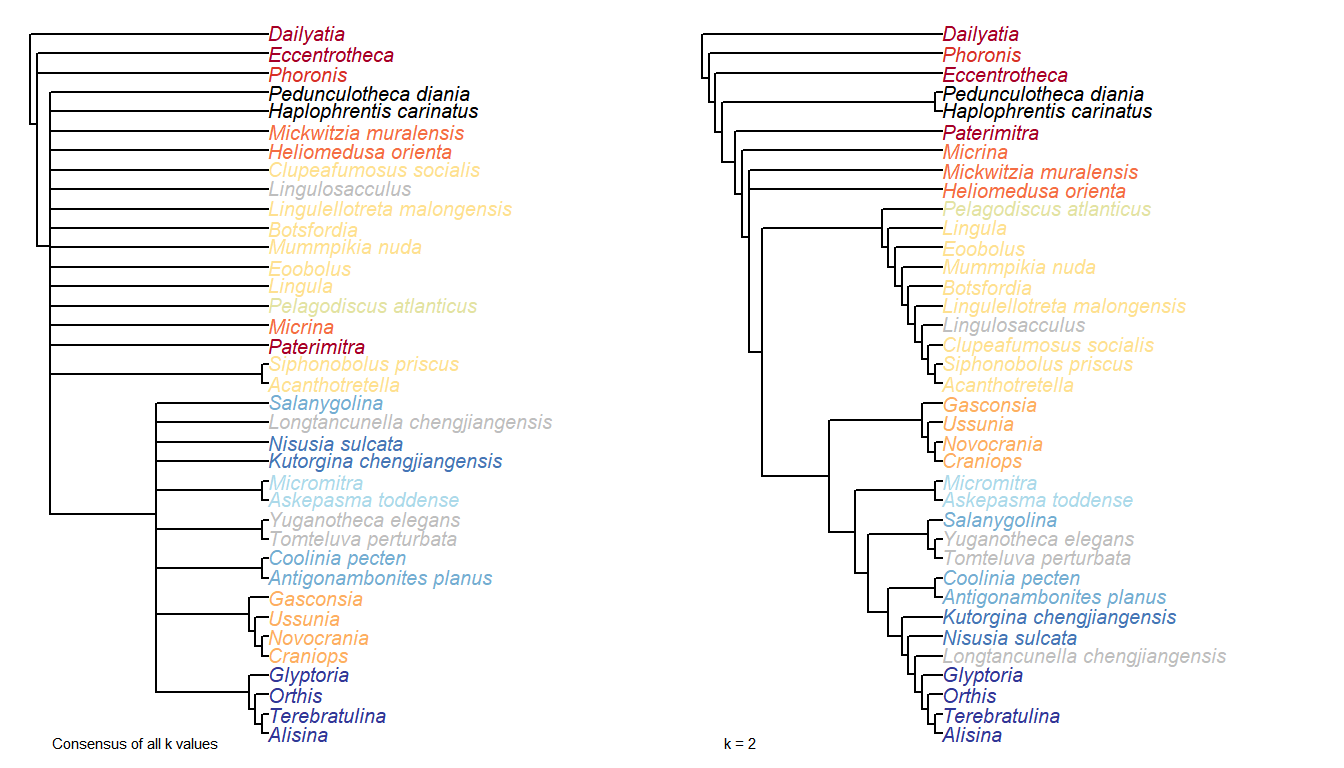 Dailyatia
Eccentrotheca
Phoronis
Pedunculotheca diania
Haplophrentis carinatus
Mickwitzia muralensis
Heliomedusa orienta
Clupeafumosus socialis
Lingulosacculus
Lingulellotreta malongensis
Botsfordia
Mummpikia nuda
Eoobolus
Lingula
Pelagodiscus atlanticus
Micrina
Paterimitra
Siphonobolus priscus
Acanthotretella
Salanygolina
Longtancunella chengjiangensis
Nisusia sulcata
Kutorgina chengjiangensis
Micromitra
Askepasma toddense
Yuganotheca elegans
Tomteluva perturbata
Coolinia pecten
Antigonambonites planus
Gasconsia
Ussunia
Novocrania
Craniops
Glyptoria
Orthis
Terebratulina
Alisina
Consensus of all k values
Dailyatia
Phoronis
Eccentrotheca
Pedunculotheca diania
Haplophrentis carinatus
Paterimitra
Micrina
Mickwitzia muralensis
Heliomedusa orienta
Pelagodiscus atlanticus
Lingula
Eoobolus
Mummpikia nuda
Botsfordia
Lingulellotreta malongensis
Lingulosacculus
Clupeafumosus socialis
Siphonobolus priscus
Acanthotretella
Gasconsia
Ussunia
Novocrania
Craniops
Micromitra
Askepasma toddense
Salanygolina
Yuganotheca elegans
Tomteluva perturbata
Coolinia pecten
Antigonambonites planus
Kutorgina chengjiangensis
Nisusia sulcata
Longtancunella chengjiangensis
Glyptoria
Orthis
Terebratulina
Alisina
k = 2